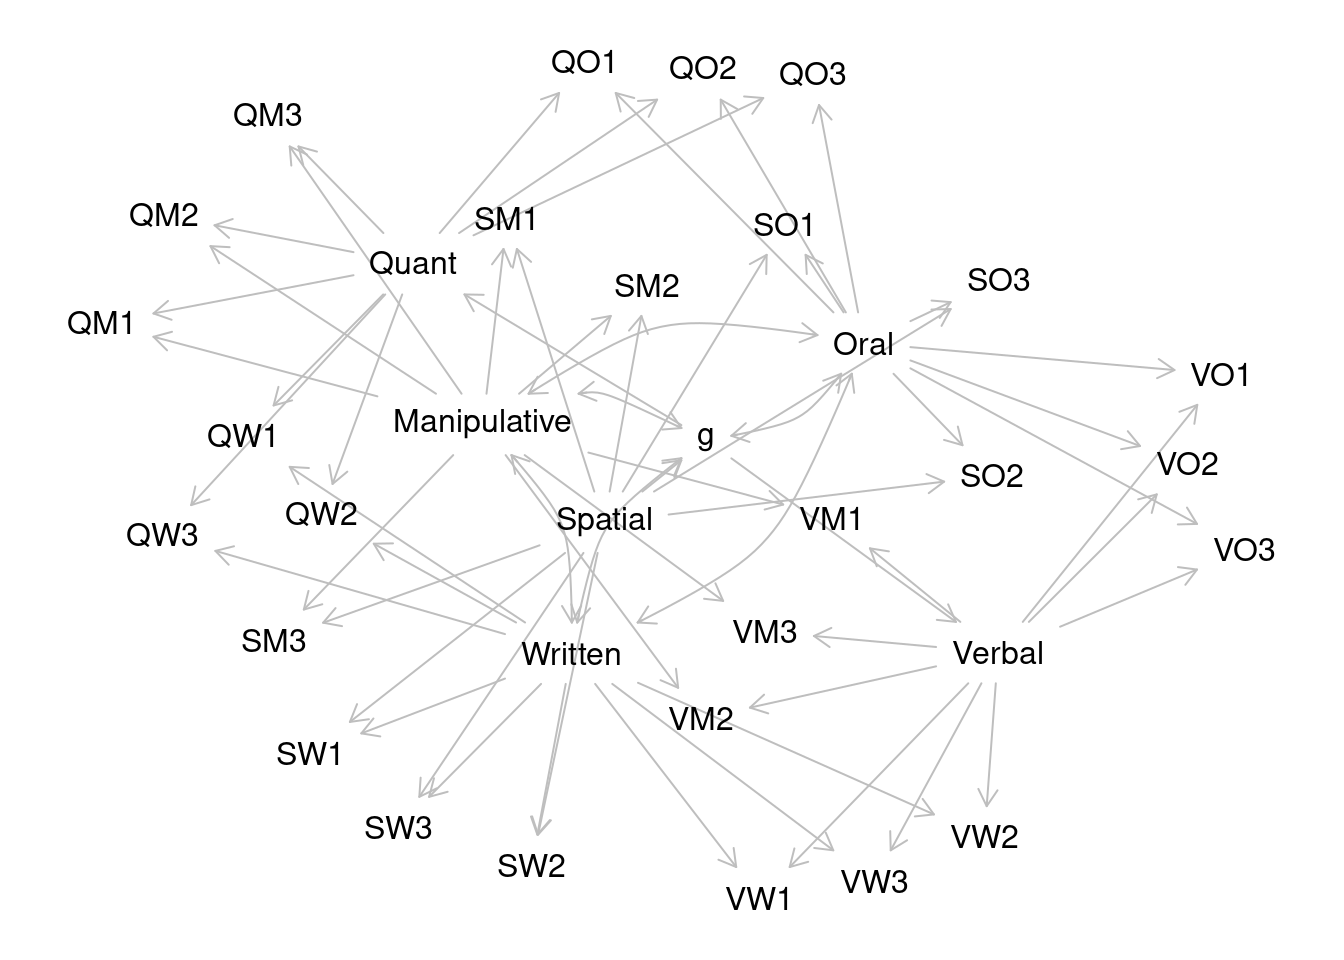 QO1
QO2
QO3
QM3
QM2
SM1
SO1
Quant
SM2
SO3
QM1
Oral
VO1
Manipulative
QW1
g
VO2
SO2
QW2
Spatial
VM1
QW3
VO3
SM3
VM3
Written
Verbal
VM2
SW1
SW3
VW2
SW2
VW3
VW1